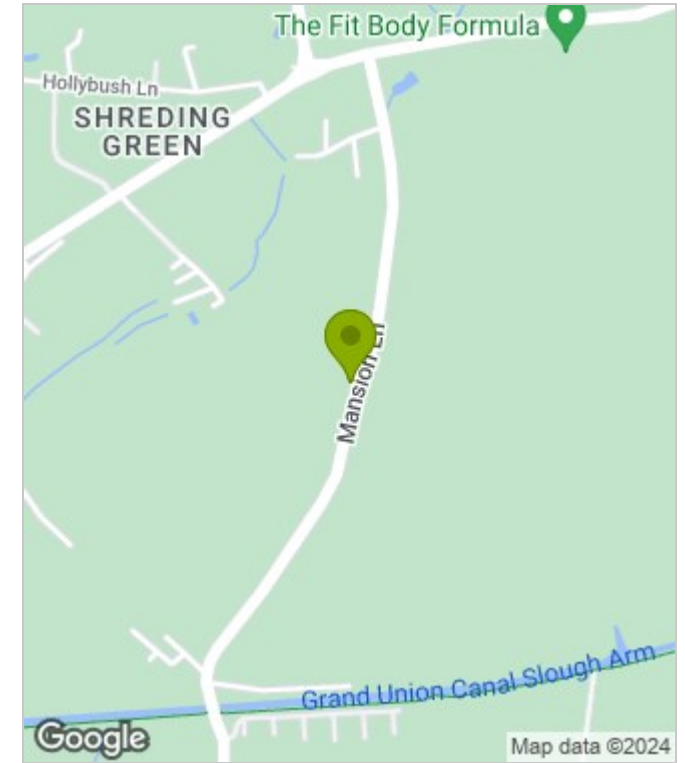 The Fit Body Formula
Hollybush Ln
SHREDING
GREEN
Mansion Ln
Grand Union Canal Slough Arm
Google
Map data ©2024